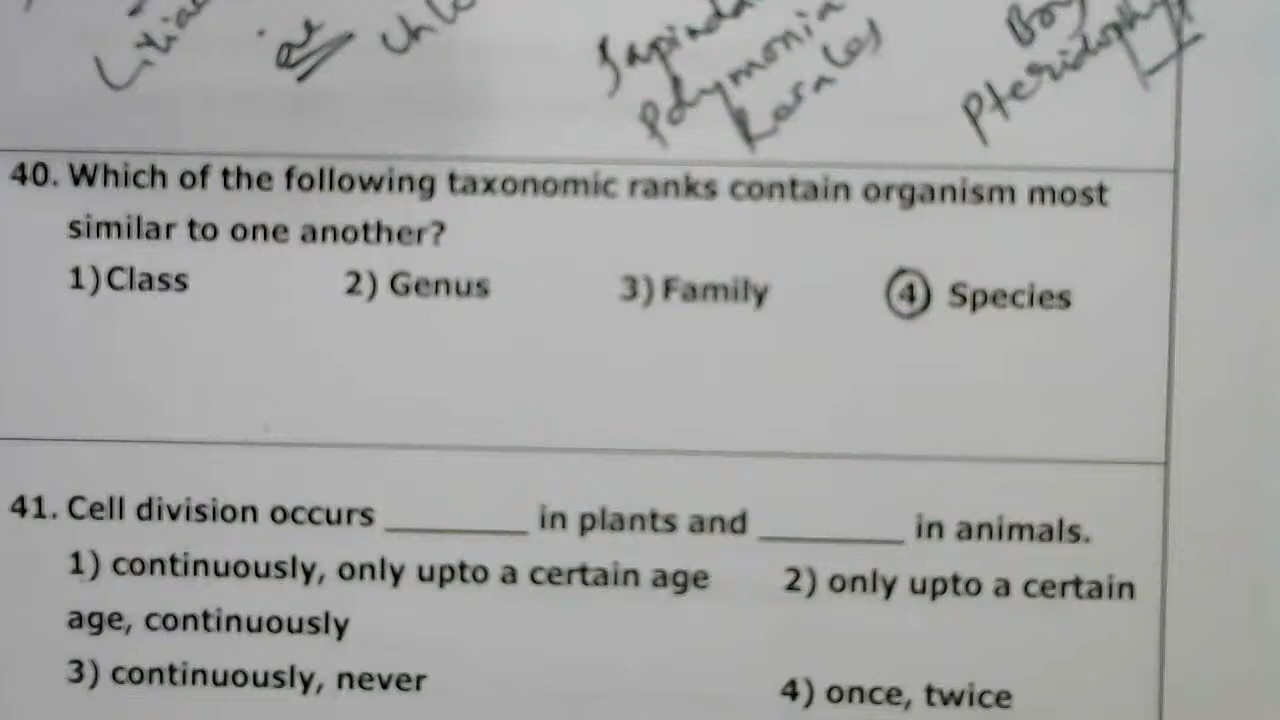 40. Which of the following taxonomic ranks contain organism most
similar to one another?
1) Class 2) Genus 3) Family 4 Species
41. Cell division occurs ________ in plants and ________ in animals.
1) continuously, only upto a certain age 2) only upto a certain
age, continuously
3) continuously, never 4) once, twice